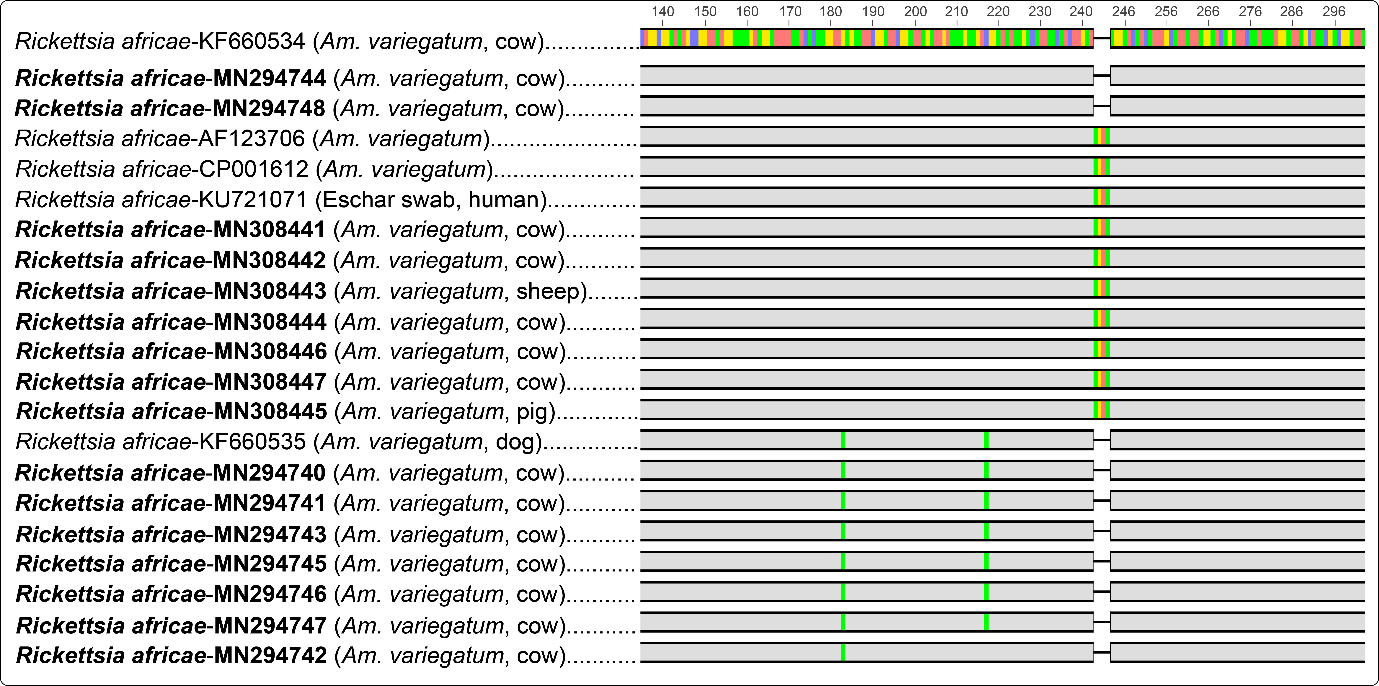 140 150 160 170 180 190 200 210 220 230 240 246 256 266 276 286 296
Rickettsia africae-KF660534 (Am. variegatum, cow)..............
Rickettsia africae-MN294744 (Am. variegatum, cow)...........
Rickettsia africae-MN294748 (Am. variegatum, cow)...........
Rickettsia africae-AF123706 (Am. variegatum).......................
Rickettsia africae-CP001612 (Am. variegatum)......................
Rickettsia africae-KU721071 (Eschar swab, human).............
Rickettsia africae-MN308441 (Am. variegatum, cow)...........
Rickettsia africae-MN308442 (Am. variegatum, cow)...........
Rickettsia africae-MN308443 (Am. variegatum, sheep)........
Rickettsia africae-MN308444 (Am. variegatum, cow)...........
Rickettsia africae-MN308446 (Am. variegatum, cow)...........
Rickettsia africae-MN308447 (Am. variegatum, cow)...........
Rickettsia africae-MN308445 (Am. variegatum, pig).............
Rickettsia africae-KF660535 (Am. variegatum, dog)..............
Rickettsia africae-MN294740 (Am. variegatum, cow)...........
Rickettsia africae-MN294741 (Am. variegatum, cow)...........
Rickettsia africae-MN294743 (Am. variegatum, cow)...........
Rickettsia africae-MN294745 (Am. variegatum, cow)...........
Rickettsia africae-MN294746 (Am. variegatum, cow)...........
Rickettsia africae-MN294747 (Am. variegatum, cow)...........
Rickettsia africae-MN294742 (Am. variegatum, cow)...........